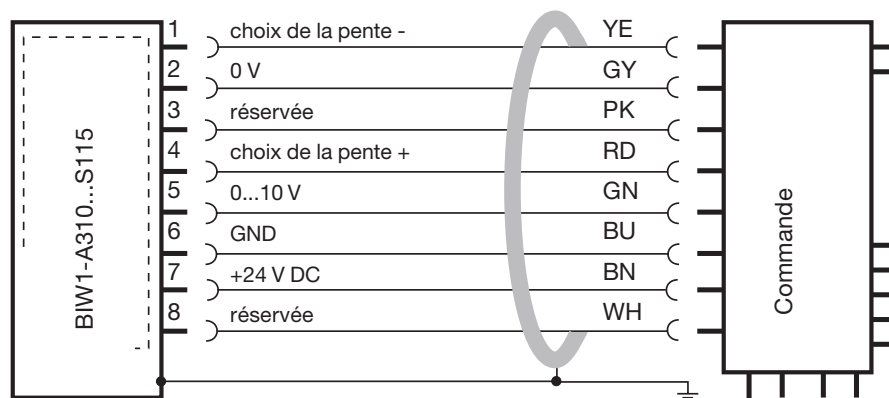 1 choix de la pente - YE
2 0 V GY
3 réservée PK
4 choix de la pente + RD
5 0...10 V GN
6 GND BU
7 +24 V DC BN
8 réservée WH
BIW1-A310...S115
Commande